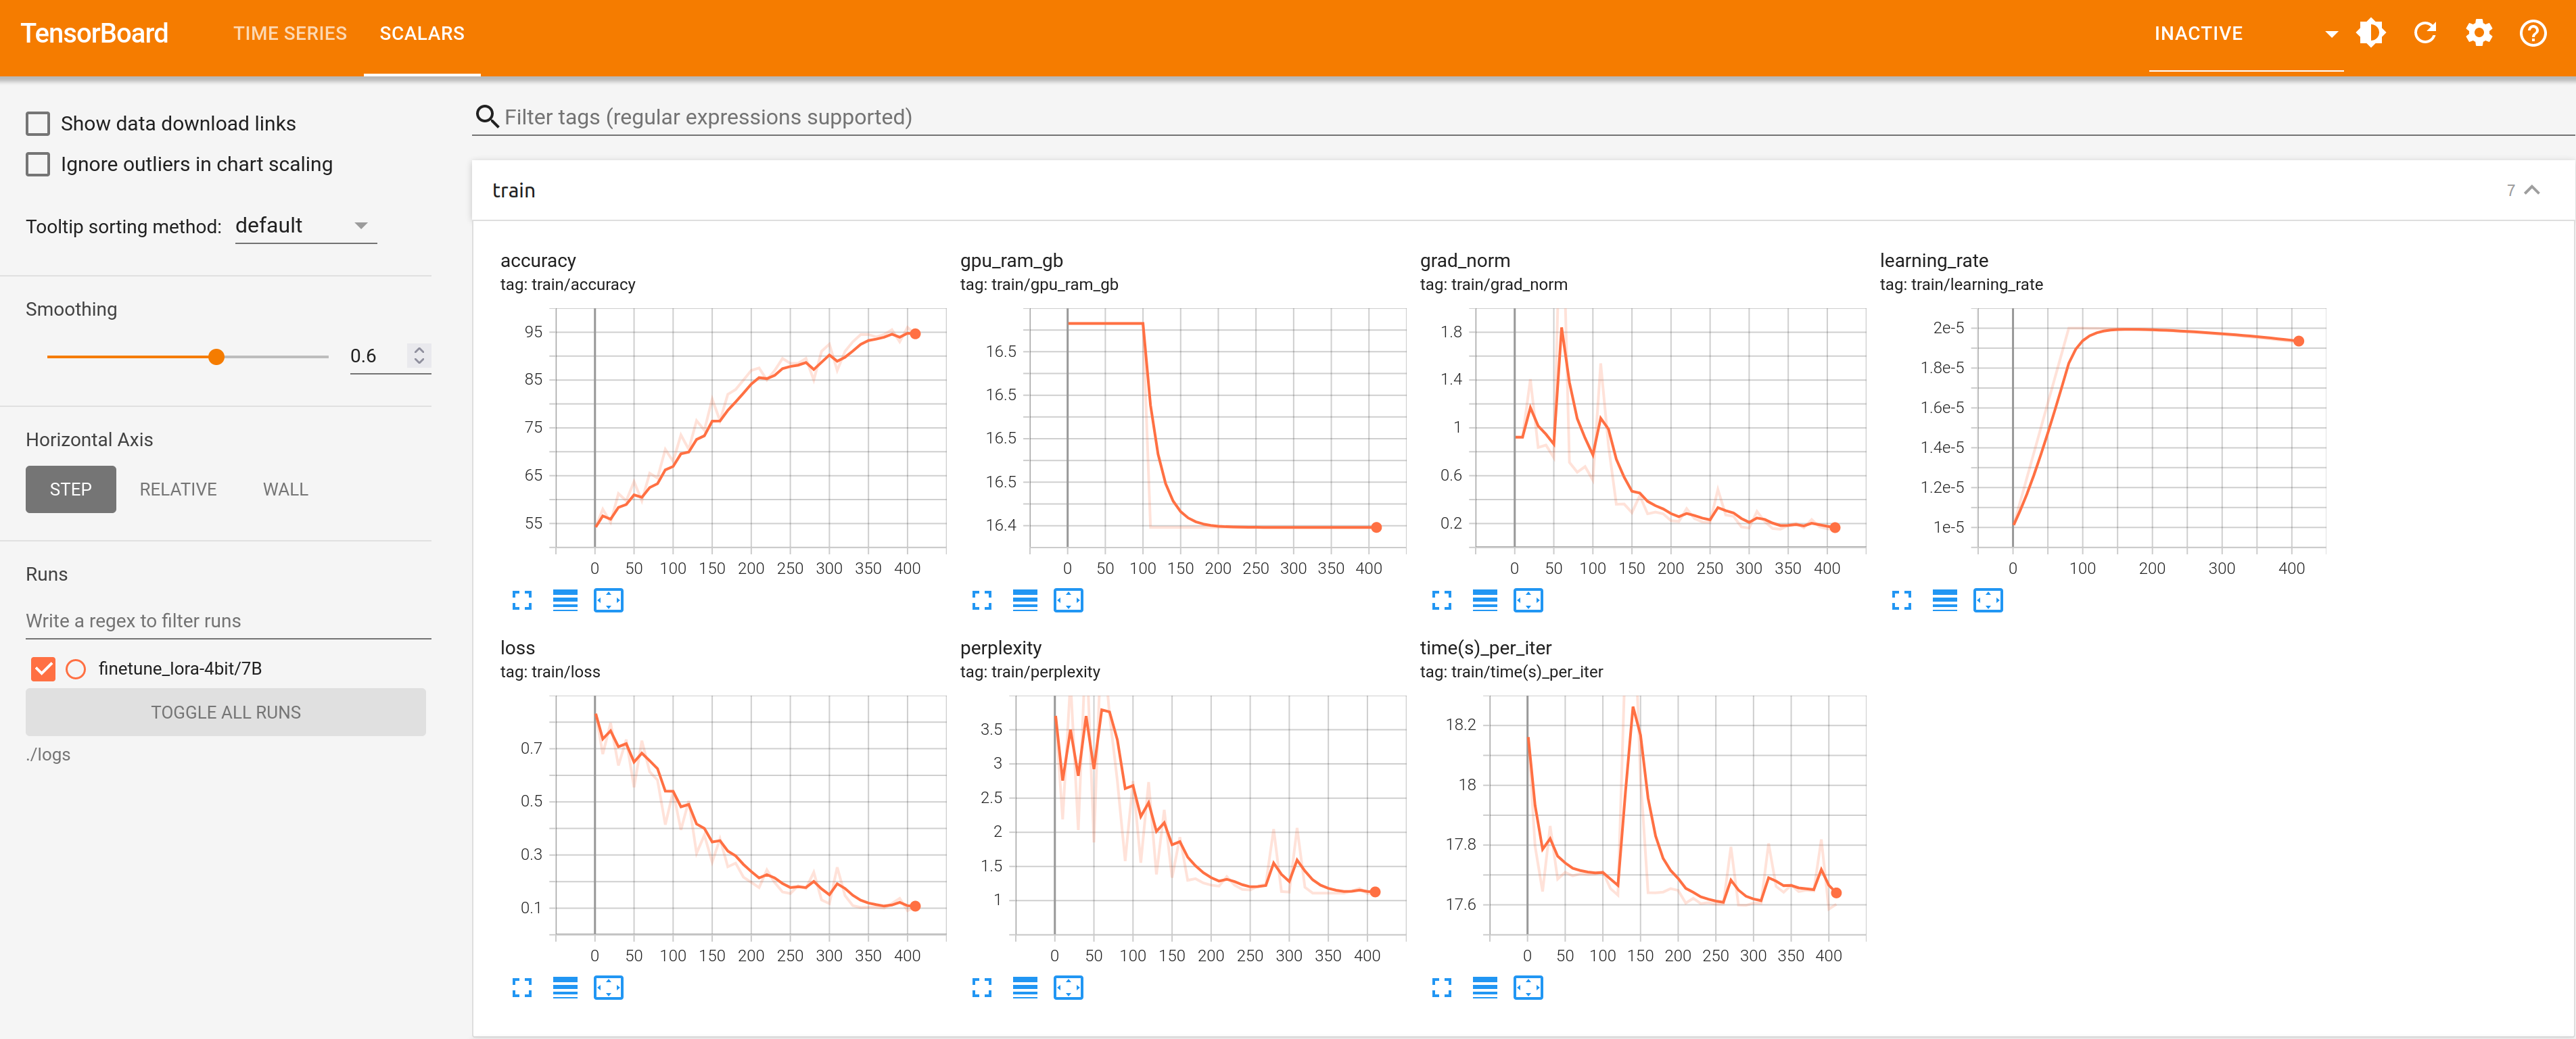 TensorBoard TIME SERIES SCALARS INACTIVE
Show data download links
Ignore outliers in chart scaling
Tooltip sorting method: default
Smoothing
0.6
Horizontal Axis
STEP RELATIVE WALL
Runs
Write a regex to filter runs
finetune_lora-4bit/7B
TOGGLE ALL RUNS
./logs
Filter tags (regular expressions supported)
train 7
accuracy
tag: train/accuracy
95
85
75
65
55
0 50 100 150 200 250 300 350 400
gpu_ram_gb
tag: train/gpu_ram_gb
16.5
16.5
16.5
16.5
16.4
0 50 100 150 200 250 300 350 400
grad_norm
tag: train/grad_norm
1.8
1.4
1
0.6
0.2
0 50 100 150 200 250 300 350 400
learning_rate
tag: train/learning_rate
2e-5
1.8e-5
1.6e-5
1.4e-5
1.2e-5
1e-5
0 100 200 300 400
loss
tag: train/loss
0.7
0.5
0.3
0.1
0 50 100 150 200 250 300 350 400
perplexity
tag: train/perplexity
3.5
3
2.5
2
1.5
1
0 50 100 150 200 250 300 350 400
time(s)_per_iter
tag: train/time(s)_per_iter
18.2
18
17.8
17.6
0 50 100 150 200 250 300 350 400